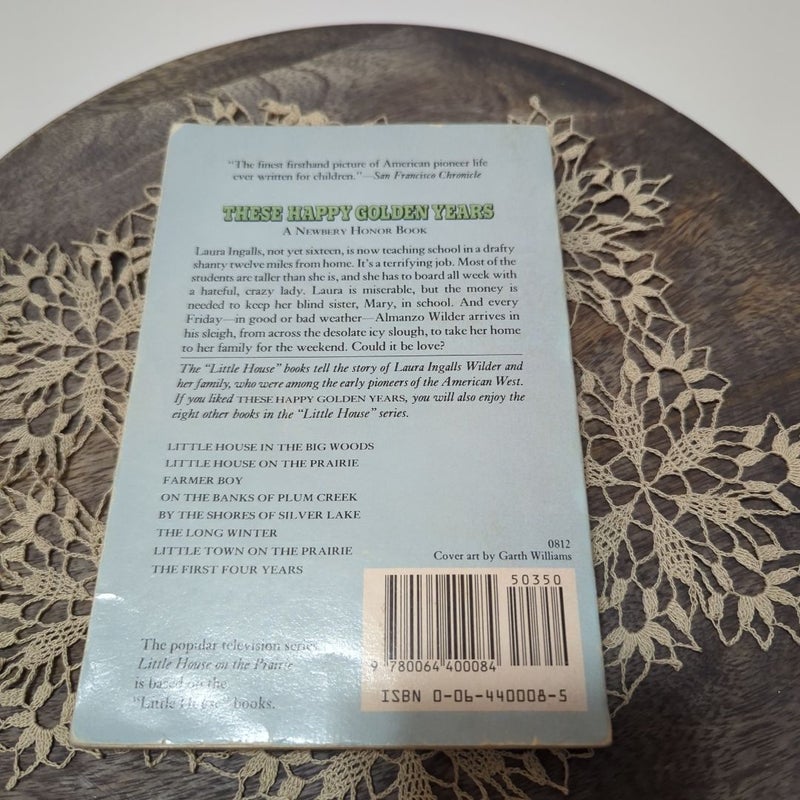 "The finest firsthand picture of American pioneer life
ever written for children."—San Francisco Chronicle
THESE HAPPY GOLDEN YEARS
A NEWBERY HONOR BOOK
Laura Ingalls, not yet sixteen, is now teaching school in a drafty
shanty twelve miles from home. It's a terrifying job. Most of the
students are taller than she is, and she has to board all week with
a hateful, crazy lady. Laura is miserable, but the money is
needed to keep her blind sister, Mary, in school. And every
Friday—in good or bad weather—Almanzo Wilder arrives in
his sleigh, from across the desolate icy slough, to take her home
to her family for the weekend. Could it be love?
The "Little House" books tell the story of Laura Ingalls Wilder and
her family, who were among the early pioneers of the American West.
If you liked THESE HAPPY GOLDEN YEARS, you will also enjoy the
eight other books in the "Little House" series.
LITTLE HOUSE IN THE BIG WOODS
LITTLE HOUSE ON THE PRAIRIE
FARMER BOY
ON THE BANKS OF PLUM CREEK
BY THE SHORES OF SILVER LAKE
THE LONG WINTER
LITTLE TOWN ON THE PRAIRIE
THE FIRST FOUR YEARS
0812
Cover art by Garth Williams
50350
9 780064 400084
ISBN 0-06-440008-5
The popular television series
Little House on the Prairie
is based on the
"Little House" books.